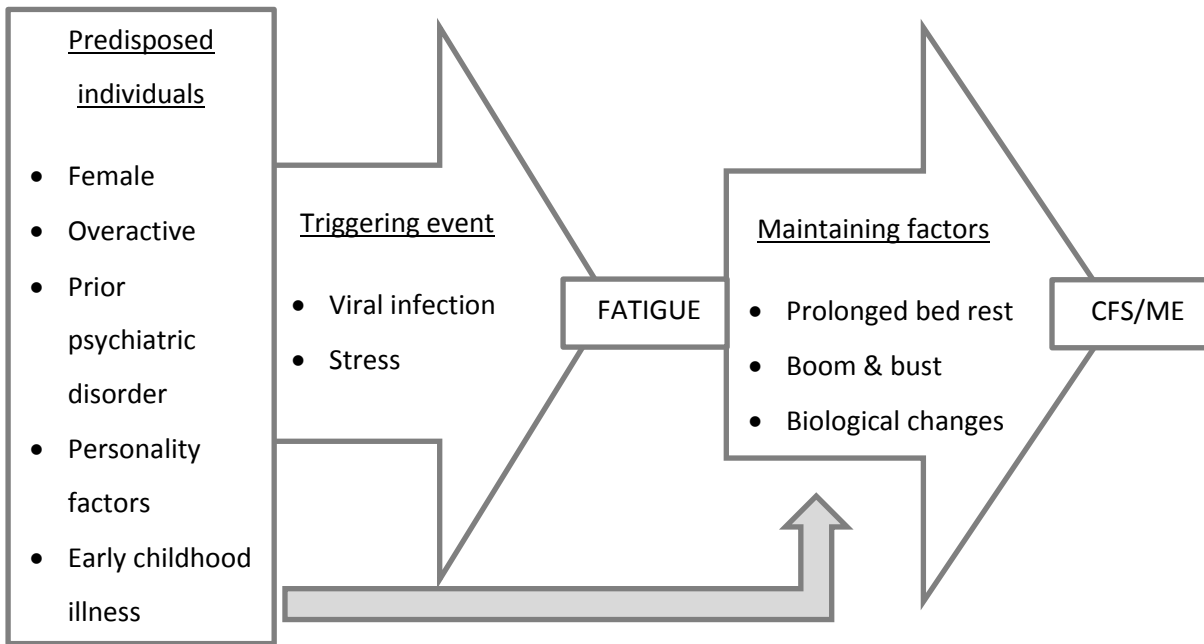 Predisposed
individuals
• Female
• Overactive
• Prior
psychiatric
disorder
• Personality
factors
• Early childhood
illness
Triggering event
• Viral infection
• Stress
FATIGUE
Maintaining factors
• Prolonged bed rest
• Boom & bust
• Biological changes
CFS/ME